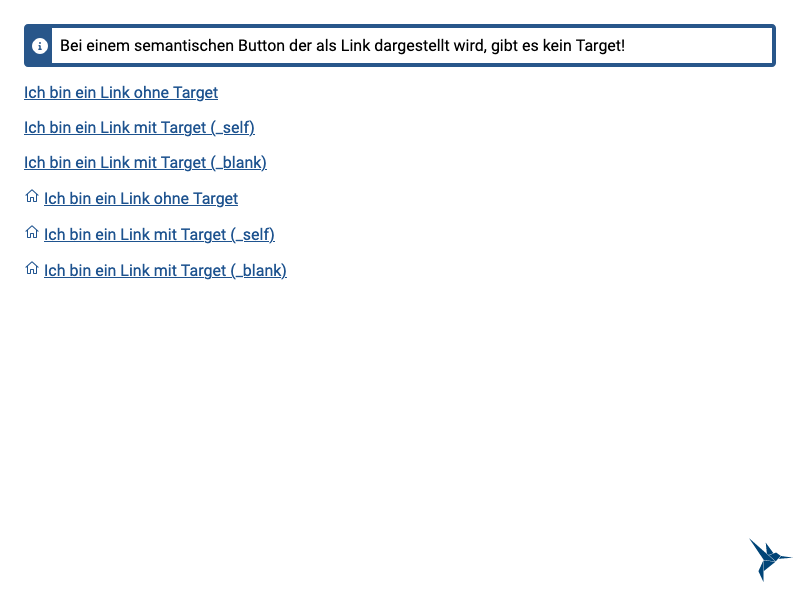 Bei einem semantischen Button der als Link dargestellt wird, gibt es kein Target!
Ich bin ein Link ohne Target
Ich bin ein Link mit Target (_self)
Ich bin ein Link mit Target (_blank)
Ich bin ein Link ohne Target
Ich bin ein Link mit Target (_self)
Ich bin ein Link mit Target (_blank)